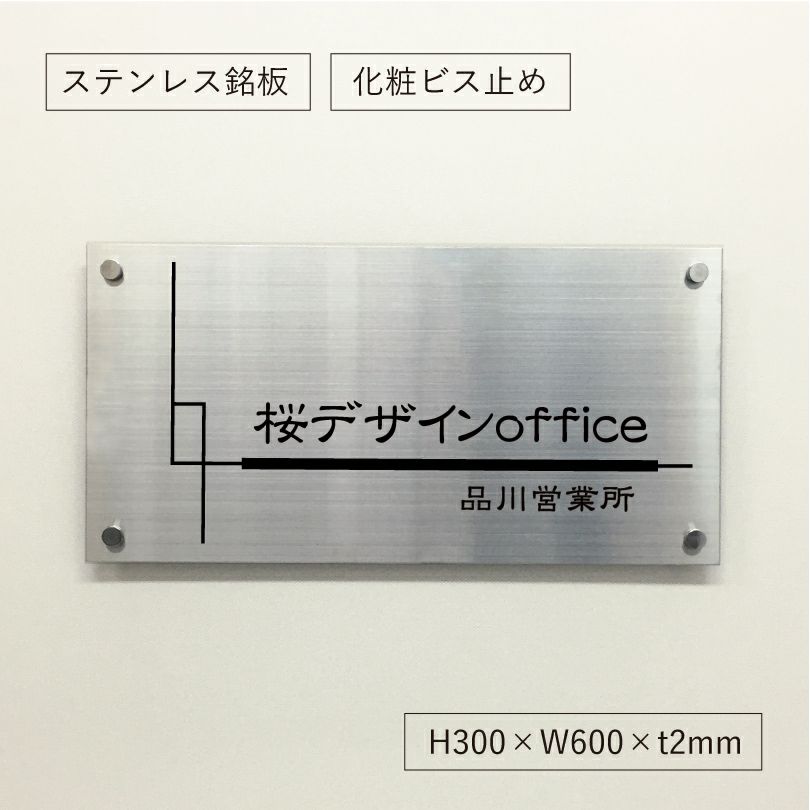 ステンレス銘板
化粧ビス止め
桜デザインoffice
品川営業所
H300×W600×t2mm